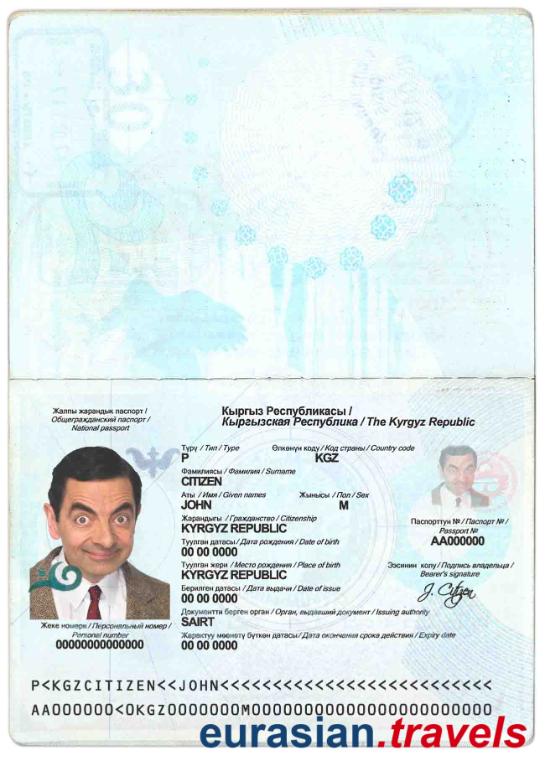 Жалпы жарандык паспорт /
Общегражданский паспорт /
National passport
Кыргыз Республикасы /
Кыргызская Республика / The Kyrgyz Republic
Түрү / Тип / Type
P
Өлкөнүн коду / Код страны / Country code
KGZ
Фамилиясы / Фамилия / Surname
CITIZEN
Аты / Имя / Given names
JOHN
Жынысы / Пол / Sex
M
Жарандыгы / Гражданство / Citizenship
KYRGYZ REPUBLIC
Туулган датасы / Дата рождения / Date of birth
00 00 0000
Туулган жери / Место рождения / Place of birth
KYRGYZ REPUBLIC
Берилген датасы / Дата выдачи / Date of issue
00 00 0000
Документти берген орган / Орган, выдавший документ / Issuing authority
SAIRT
Жарактуу мөөнөтү бүткөн датасы / Дата окончания срока действия / Expiry date
00 00 0000
Паспорттун № / Паспорт № /
Passport №
AA000000
Ээсинин колу / Подпись владельца /
Bearer's signature
J. Citizen
Жеке номери / Персональный номер /
Personal number
00000000000000
P<KGZCITIZEN<<JOHN<<<<<<<<<<<<<<<<<<<<<<<<<<
AA000000<0KGZ0000000M00000000000000000000000
eurasian.travels